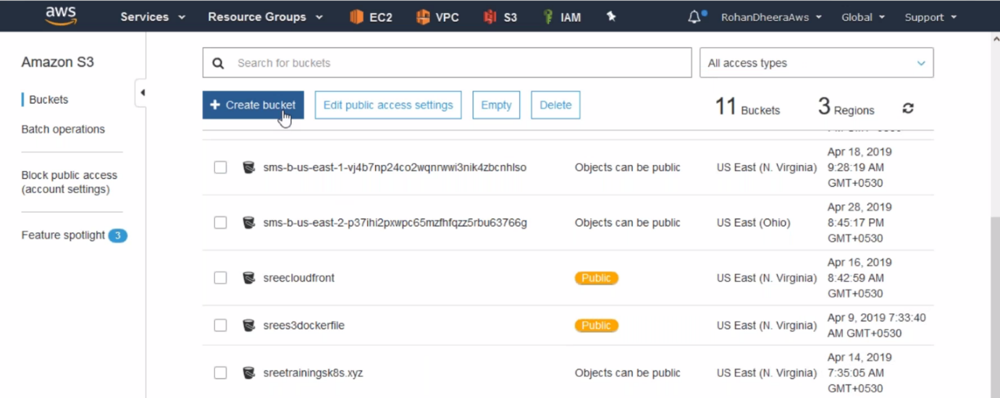 aws Services Resource Groups EC2 VPC S3 IAM RohanDheeraAws Global Support
Amazon S3
Buckets
Batch operations
Block public access
(account settings)
Feature spotlight 3
Search for buckets All access types
Create bucket Edit public access settings Empty Delete 11 Buckets 3 Regions
sms-b-us-east-1-vj4b7np24co2wqnrwwi3nik4zbcnhlso Objects can be public US East (N. Virginia) Apr 18, 2019
9:28:19 AM
GMT+0530
sms-b-us-east-2-p37ihi2pxwpc65mzfhfqzz5rbu63766g Objects can be public US East (Ohio) Apr 28, 2019
8:45:17 PM
GMT+0530
sreecloudfront Public US East (N. Virginia) Apr 16, 2019
8:42:59 AM
GMT+0530
srees3dockerfile Public US East (N. Virginia) Apr 9, 2019 7:33:40
AM GMT+0530
sreetrainingsk8s.xyz Objects can be public US East (N. Virginia) Apr 14, 2019
7:35:05 AM
GMT+0530